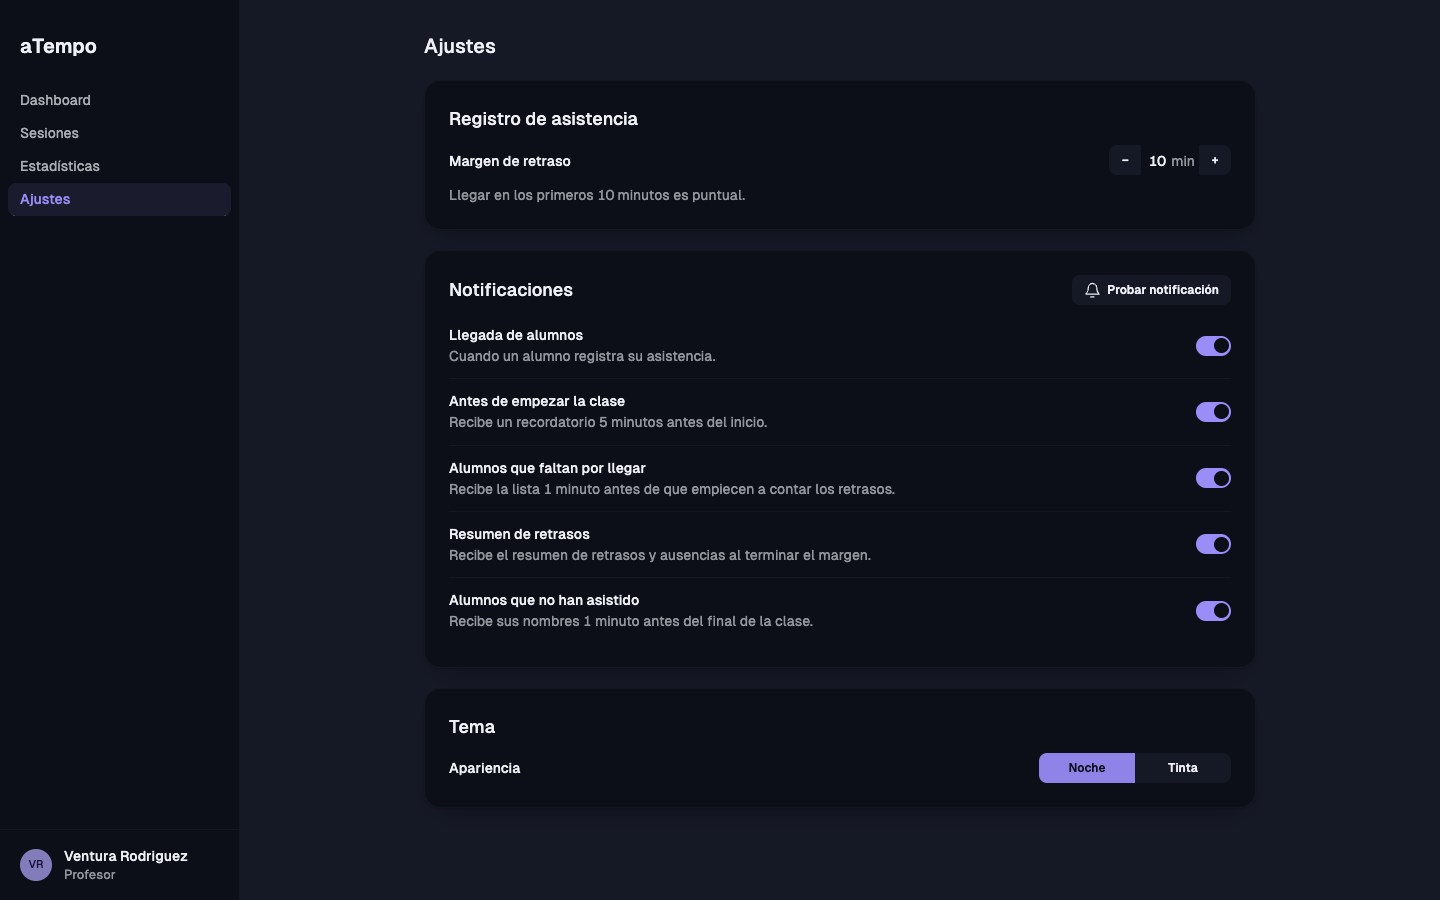 aTempo
Dashboard
Sesiones
Estadísticas
Ajustes
VR
Ventura Rodriguez
Profesor
Ajustes
Registro de asistencia
Margen de retraso
- 10 min +
Llegar en los primeros 10 minutos es puntual.
Notificaciones
Probar notificación
Llegada de alumnos
Cuando un alumno registra su asistencia.
Antes de empezar la clase
Recibe un recordatorio 5 minutos antes del inicio.
Alumnos que faltan por llegar
Recibe la lista 1 minuto antes de que empiecen a contar los retrasos.
Resumen de retrasos
Recibe el resumen de retrasos y ausencias al terminar el margen.
Alumnos que no han asistido
Recibe sus nombres 1 minuto antes del final de la clase.
Tema
Apariencia
Noche Tinta